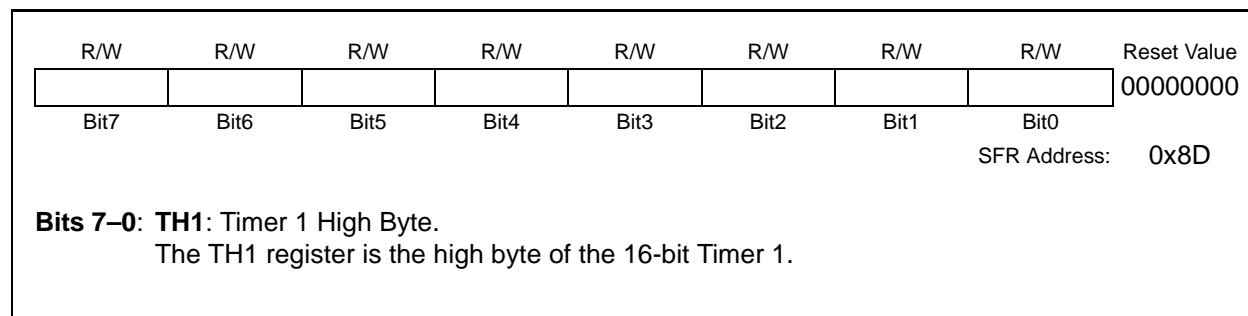 R/W R/W R/W R/W R/W R/W R/W R/W Reset Value
00000000
Bit7 Bit6 Bit5 Bit4 Bit3 Bit2 Bit1 Bit0
SFR Address: 0x8D
Bits 7–0: TH1: Timer 1 High Byte.
The TH1 register is the high byte of the 16-bit Timer 1.